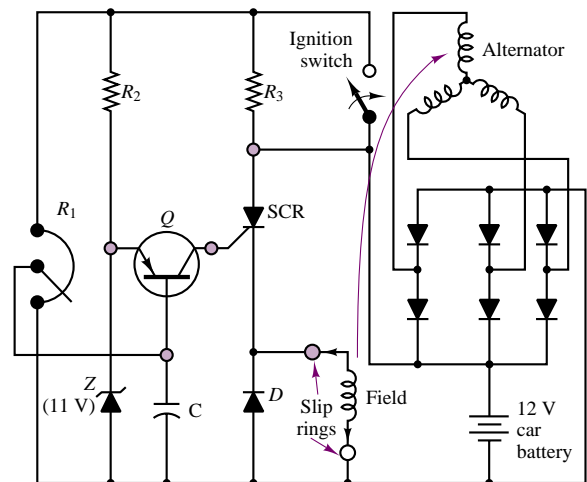 Ignition
switch
Alternator
R2
R3
R1
Q
SCR
Z
(11 V)
C
D
Slip
rings
Field
12 V
car
battery